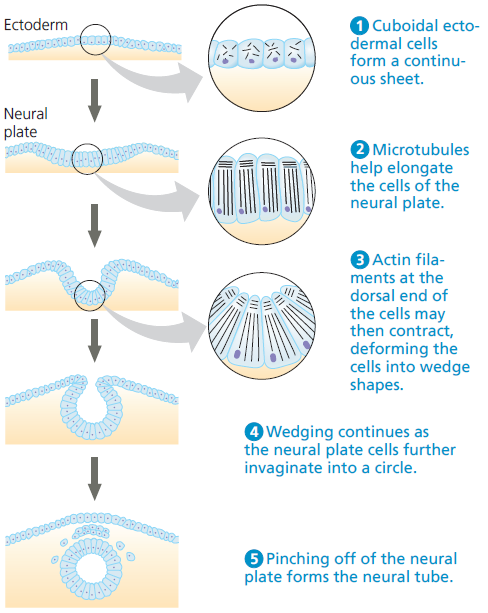 Ectoderm
1 Cuboidal ecto-
dermal cells
form a continu-
ous sheet.
Neural
plate
2 Microtubules
help elongate
the cells of the
neural plate.
3 Actin fila-
ments at the
dorsal end of
the cells may
then contract,
deforming the
cells into wedge
shapes.
4 Wedging continues as
the neural plate cells further
invaginate into a circle.
5 Pinching off of the neural
plate forms the neural tube.